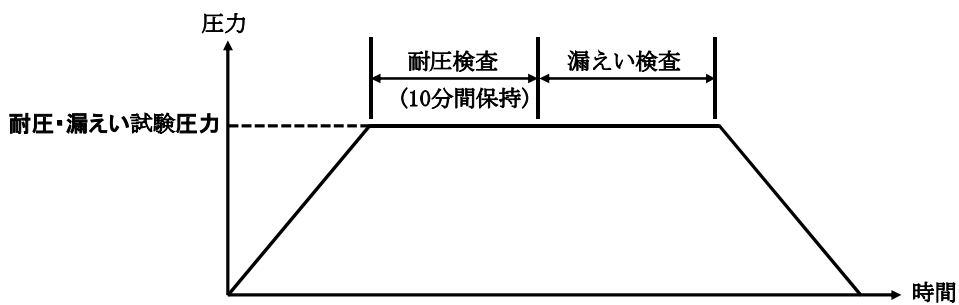 圧力
耐圧検査
漏えい検査
(10分間保持)
耐圧・漏えい試験圧力
時間